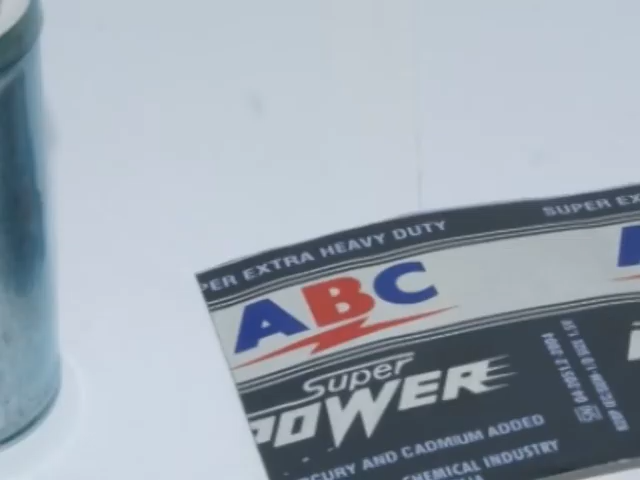 PER EXTRA HEAVY DUTY
SUPER EX
ABC
Super
POWER
CURY AND CADMIUM ADDED
CHEMICAL INDUSTRY